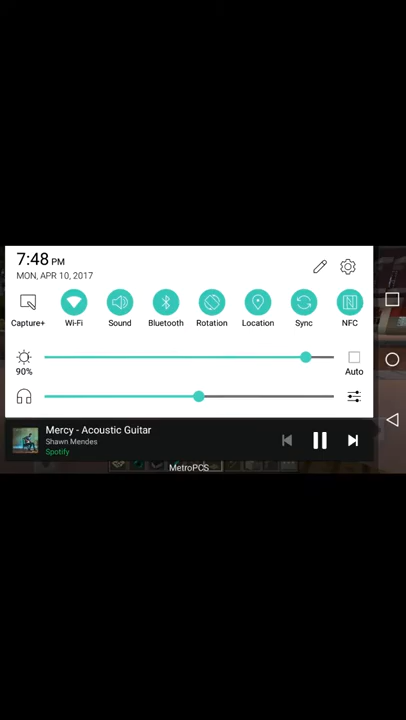 7:48 PM
MON, APR 10, 2017
Capture+ Wi-Fi Sound Bluetooth Rotation Location Sync NFC
90% Auto
Mercy - Acoustic Guitar
Shawn Mendes
Spotify
MetroPCS